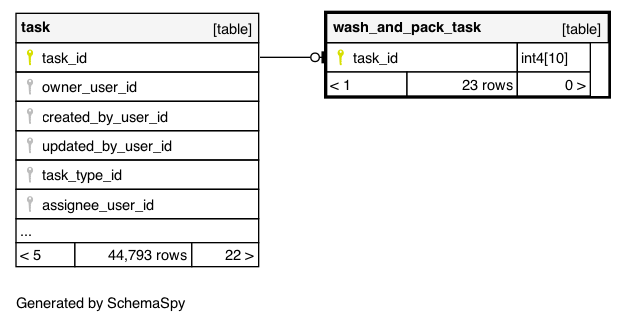 task [table]
task_id
owner_user_id
created_by_user_id
updated_by_user_id
task_type_id
assignee_user_id
...
< 5 44,793 rows 22 >
wash_and_pack_task [table]
task_id int4[10]
< 1 23 rows 0 >
Generated by SchemaSpy